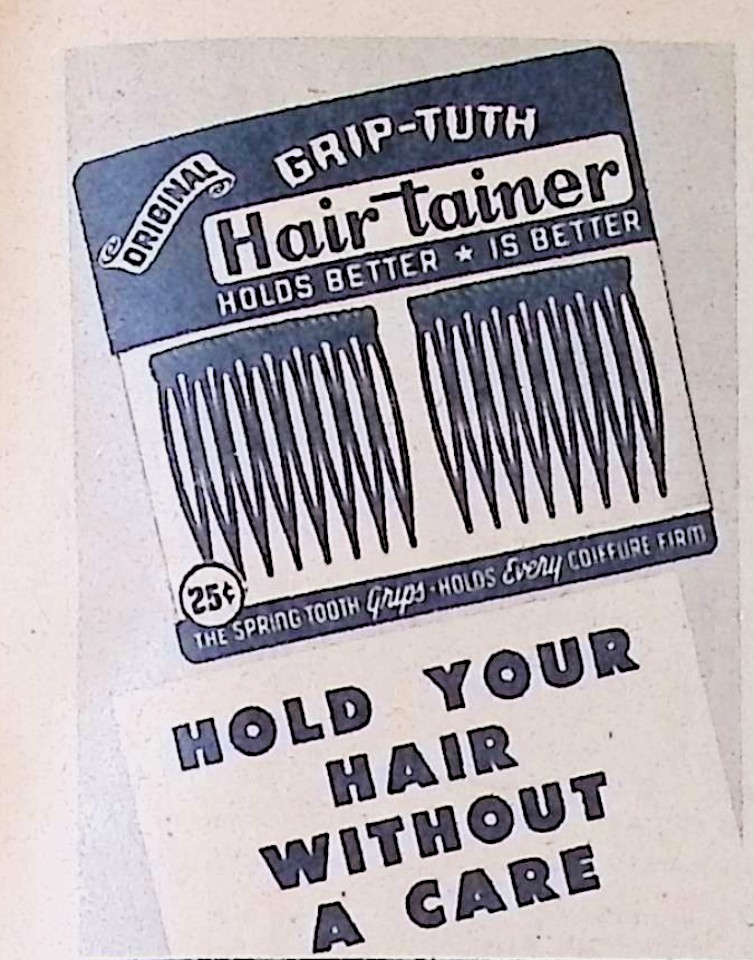 ORIGINAL
GRIP-TUTH
Hair tainer
HOLDS BETTER ★ IS BETTER
25¢
THE SPRING TOOTH Grips - HOLDS Every COIFFURE FIRM
HOLD YOUR
HAIR
WITHOUT
A CARE